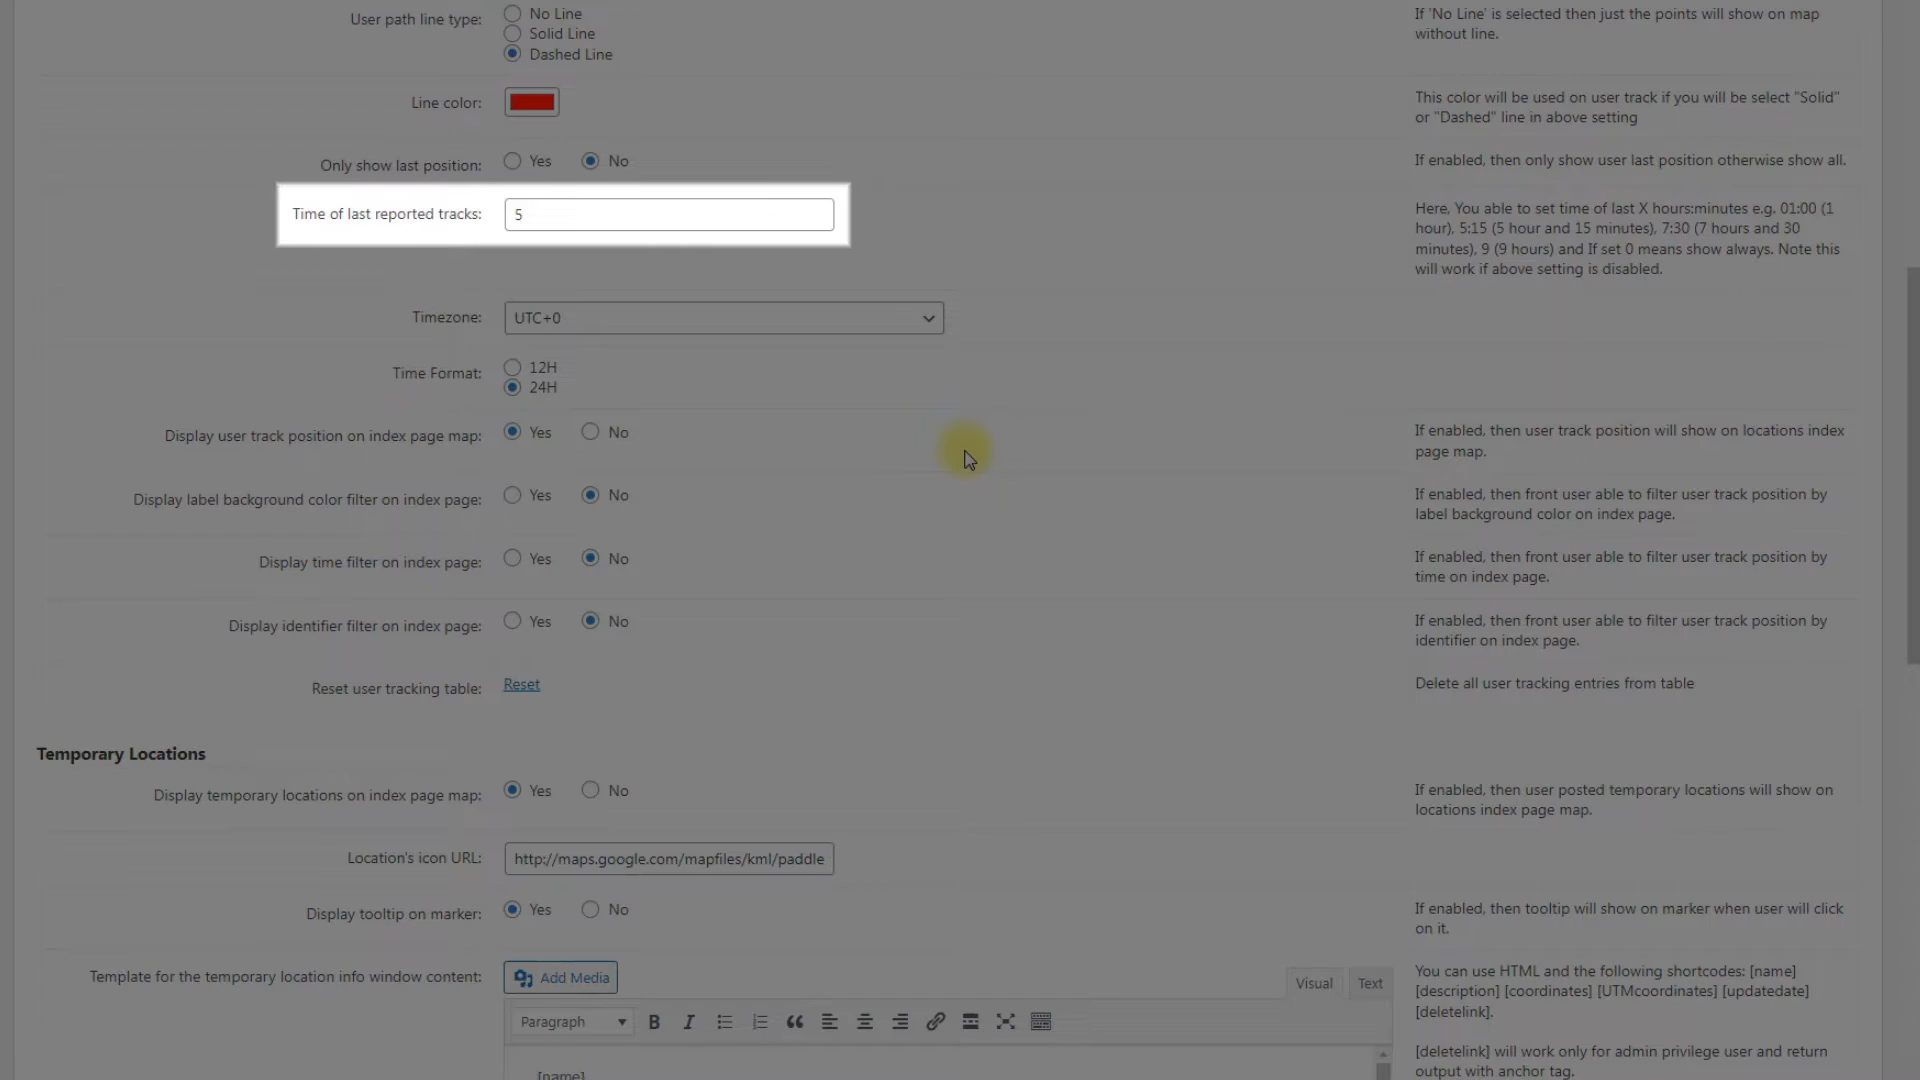 User path line type:
No Line
Solid Line
Dashed Line
If 'No Line' is selected then just the points will show on map
without line.
Line color:
This color will be used on user track if you will be select "Solid"
or "Dashed" line in above setting
Only show last position:
Yes No
If enabled, then only show user last position otherwise show all.
Time of last reported tracks:
5
Here, You able to set time of last X hours:minutes e.g. 01:00 (1
hour), 5:15 (5 hour and 15 minutes), 7:30 (7 hours and 30
minutes), 9 (9 hours) and If set 0 means show always. Note this
will work if above setting is disabled.
Timezone:
UTC+0
Time Format:
12H
24H
Display user track position on index page map:
Yes No
If enabled, then user track position will show on locations index
page map.
Display label background color filter on index page:
Yes No
If enabled, then front user able to filter user track position by
label background color on index page.
Display time filter on index page:
Yes No
If enabled, then front user able to filter user track position by
time on index page.
Display identifier filter on index page:
Yes No
If enabled, then front user able to filter user track position by
identifier on index page.
Reset user tracking table:
Reset
Delete all user tracking entries from table
Temporary Locations
Display temporary locations on index page map:
Yes No
If enabled, then user posted temporary locations will show on
locations index page map.
Location's icon URL:
http://maps.google.com/mapfiles/kml/paddle
Display tooltip on marker:
Yes No
If enabled, then tooltip will show on marker when user will click
on it.
Template for the temporary location info window content:
Add Media
Visual Text
Paragraph
[name]
You can use HTML and the following shortcodes: [name]
[description] [coordinates] [UTMcoordinates] [updatedate]
[deletelink].
[deletelink] will work only for admin privilege user and return
output with anchor tag.